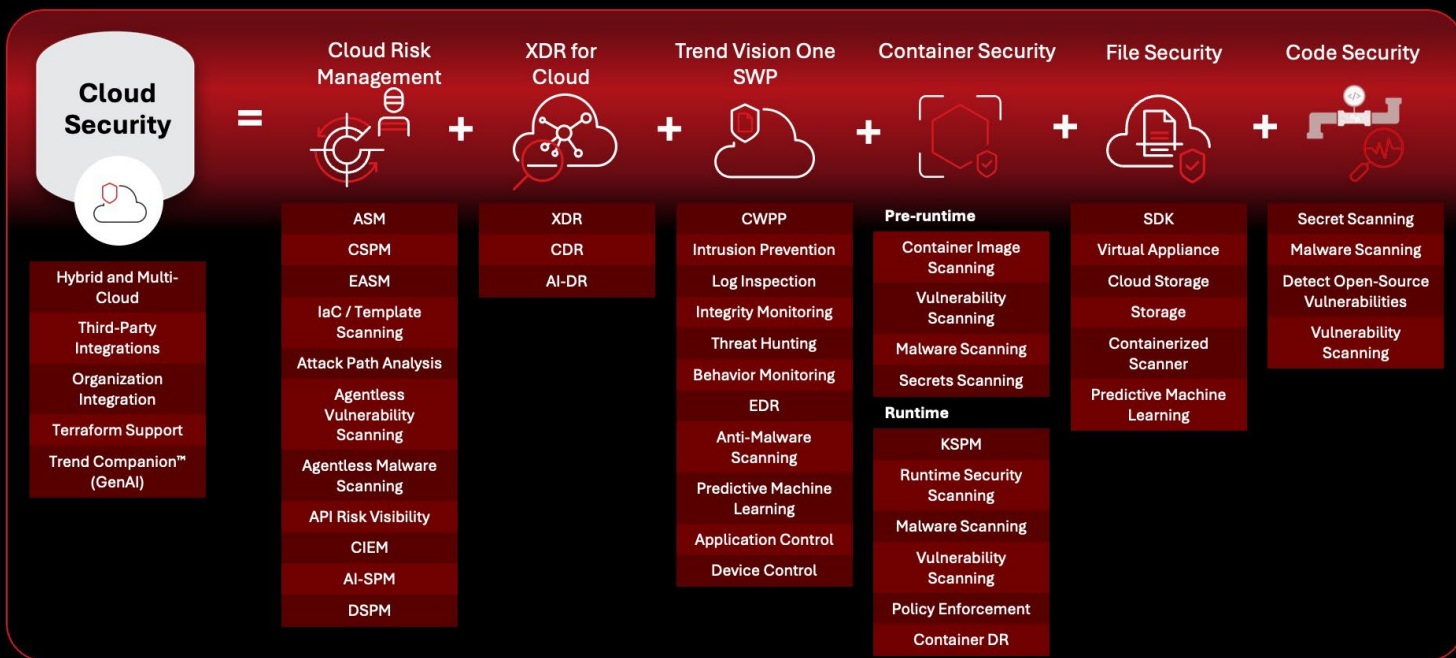 Cloud
Security
Hybrid and Multi-
Cloud
Third-Party
Integrations
Organization
Integration
Terraform Support
Trend Companion™
(GenAI)
=
Cloud Risk
Management
ASM
CSPM
EASM
IaC / Template
Scanning
Attack Path Analysis
Agentless
Vulnerability
Scanning
Agentless Malware
Scanning
API Risk Visibility
CIEM
AI-SPM
DSPM
+
XDR for
Cloud
XDR
CDR
AI-DR
+
Trend Vision One
SWP
CWPP
Intrusion Prevention
Log Inspection
Integrity Monitoring
Threat Hunting
Behavior Monitoring
EDR
Anti-Malware
Scanning
Predictive Machine
Learning
Application Control
Device Control
+
Container Security
Pre-runtime
Container Image
Scanning
Vulnerability
Scanning
Malware Scanning
Secrets Scanning
Runtime
KSPM
Runtime Security
Scanning
Malware Scanning
Vulnerability
Scanning
Policy Enforcement
Container DR
+
File Security
SDK
Virtual Appliance
Cloud Storage
Storage
Containerized
Scanner
Predictive Machine
Learning
+
Code Security
</>
Secret Scanning
Malware Scanning
Detect Open-Source
Vulnerabilities
Vulnerability
Scanning